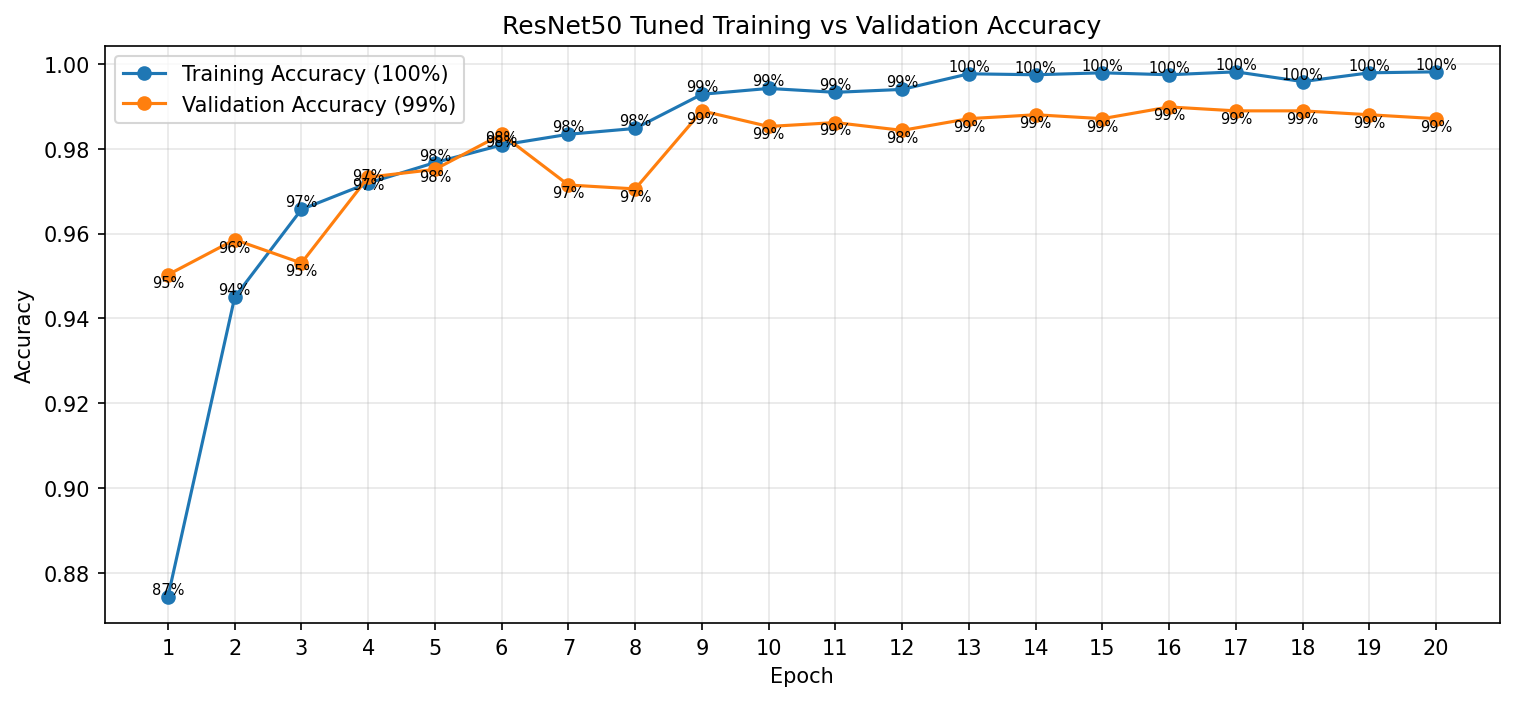 ResNet50 Tuned Training vs Validation Accuracy
Training Accuracy (100%)
Validation Accuracy (99%)
Accuracy
1.00
0.98
0.96
0.94
0.92
0.90
0.88
87% 94% 97% 97% 98% 98% 98% 98% 99% 99% 99% 99% 100% 100% 100% 100% 100% 100% 100% 100%
95% 96% 95% 97% 98% 98% 97% 97% 99% 99% 99% 98% 99% 99% 99% 99% 99% 99% 99% 99%
1 2 3 4 5 6 7 8 9 10 11 12 13 14 15 16 17 18 19 20
Epoch